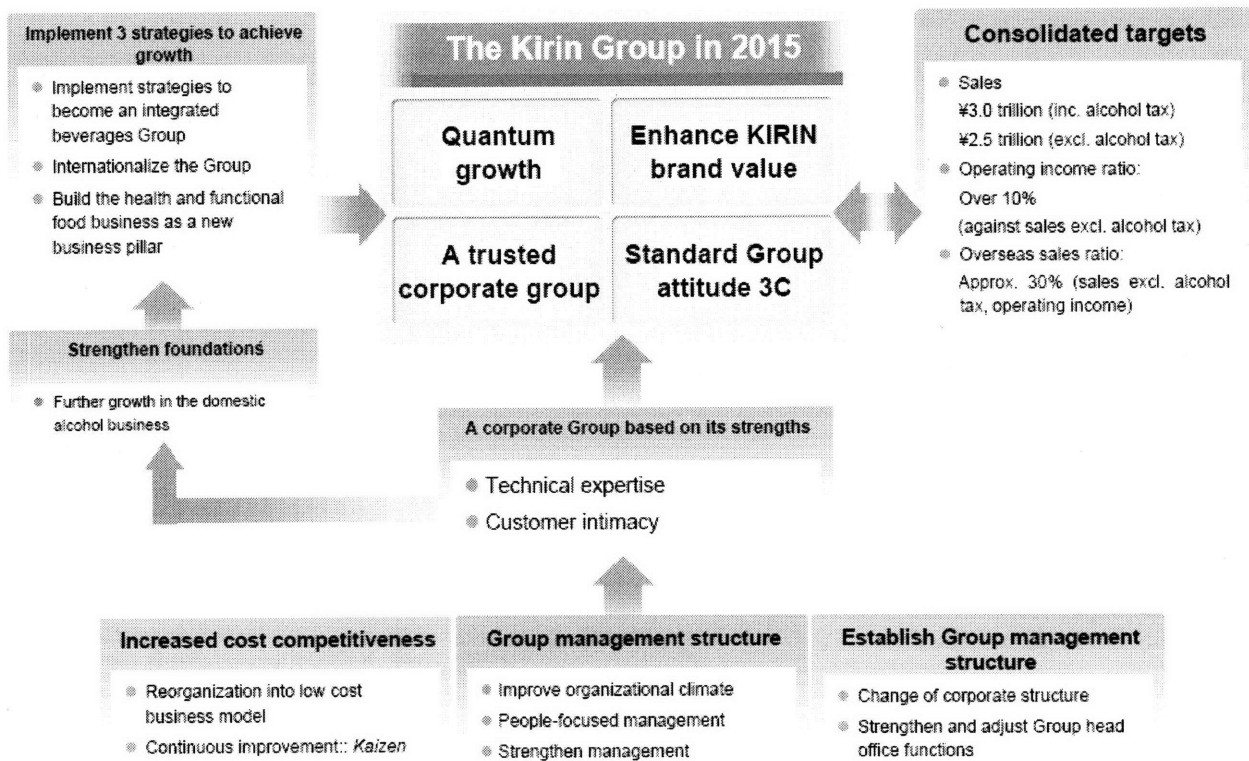 Implement 3 strategies to achieve
growth
Implement strategies to
become an integrated
beverages Group
Internationalize the Group
Build the health and functional
food business as a new
business pillar
The Kirin Group in 2015
Quantum
growth
Enhance KIRIN
brand value
A trusted
corporate group
Standard Group
attitude 3C
Consolidated targets
Sales
¥3.0 trillion (inc. alcohol tax)
¥2.5 trillion (excl. alcohol tax)
Operating income ratio:
Over 10%
(against sales excl. alcohol tax)
Overseas sales ratio:
Approx. 30% (sales excl. alcohol
tax, operating income)
Strengthen foundations
Further growth in the domestic
alcohol business
A corporate Group based on its strengths
Technical expertise
Customer intimacy
Increased cost competitiveness
Reorganization into low cost
business model
Continuous improvement:: Kaizen
Group management structure
Improve organizational climate
People-focused management
Strengthen management
Establish Group management
structure
Change of corporate structure
Strengthen and adjust Group head
office functions